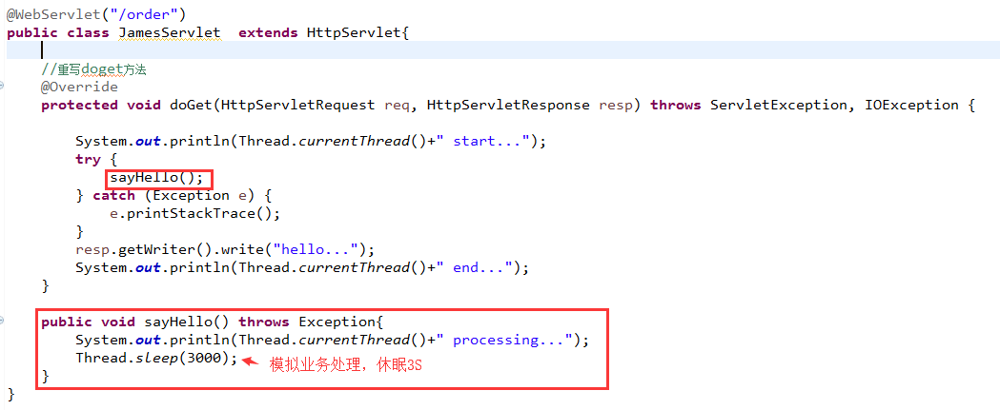 @WebServlet("/order")
public class JamesServlet  extends HttpServlet{
//重写doget方法
@Override
protected void doGet(HttpServletRequest req, HttpServletResponse resp) throws ServletException, IOException {
System.out.println(Thread.currentThread()+" start...");
try {
sayHello();
} catch (Exception e) {
e.printStackTrace();
}
resp.getWriter().write("hello...");
System.out.println(Thread.currentThread()+" end...");
}
public void sayHello() throws Exception{
System.out.println(Thread.currentThread()+" processing...");
Thread.sleep(3000); 模拟业务处理，休眠3S
}
}